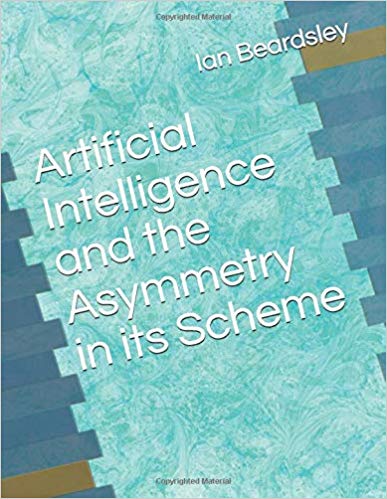 Copyrighted Material
Ian Beardsley
Artificial
Intelligence
and the
Asymmetry
in its Scheme
Copyrighted Material